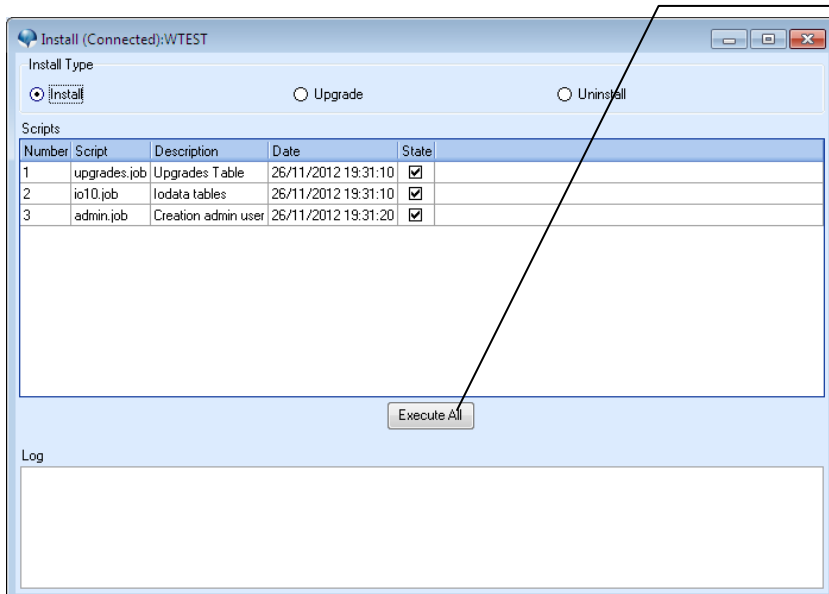 Install (Connected):WTEST
Install Type
Install Upgrade Uninstall
Scripts
Number Script Description Date State
1 upgrades.job Upgrades Table 26/11/2012 19:31:10
2 io10.job Iodata tables 26/11/2012 19:31:10
3 admin.job Creation admin user 26/11/2012 19:31:20
Execute All
Log